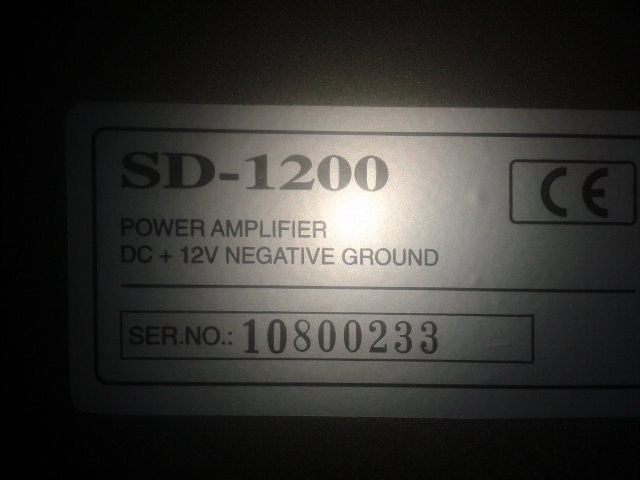 SD-1200
CE
POWER AMPLIFIER
DC + 12V NEGATIVE GROUND
SER.NO.: 10800233